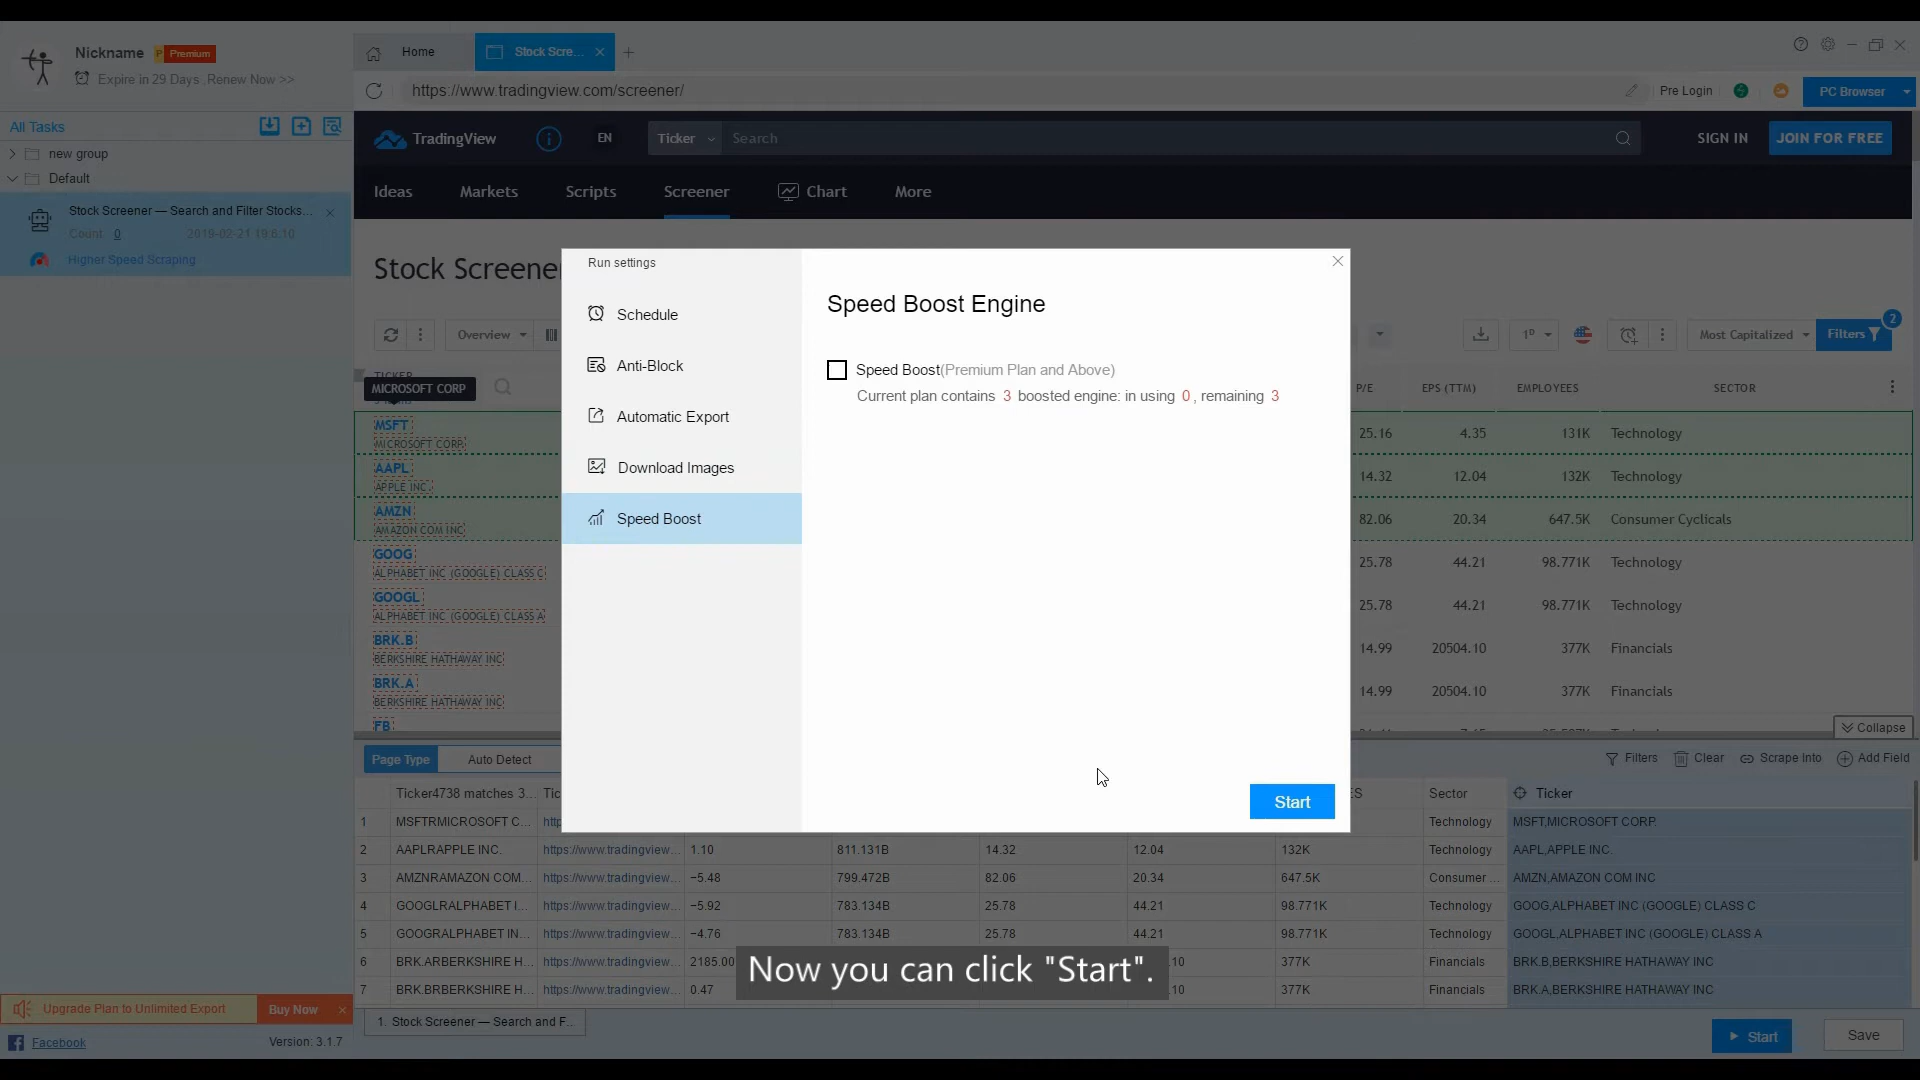 Nickname
P Premium
Expire in 29 Days .Renew Now >>
All Tasks
new group
Default
Stock Screener — Search and Filter Stocks...
Count 0 2019-02-21 19:6:10
Higher Speed Scraping
Home
Stock Scre...
https://www.tradingview.com/screener/
Pre Login
PC Browser
TradingView
EN
Ticker
Search
SIGN IN
JOIN FOR FREE
Ideas
Markets
Scripts
Screener
Chart
More
Stock Screene
Overview
1D
Most Capitalized
Filters
2
TICKER
MICROSOFT CORP
P/E EPS (TTM) EMPLOYEES SECTOR
MSFT
MICROSOFT CORP.
25.16 4.35 131K Technology
AAPL
APPLE INC.
14.32 12.04 132K Technology
AMZN
AMAZON COM INC
82.06 20.34 647.5K Consumer Cyclicals
GOOG
ALPHABET INC (GOOGLE) CLASS C
25.78 44.21 98.771K Technology
GOOGL
ALPHABET INC (GOOGLE) CLASS A
25.78 44.21 98.771K Technology
BRK.B
BERKSHIRE HATHAWAY INC
14.99 20504.10 377K Financials
BRK.A
BERKSHIRE HATHAWAY INC
14.99 20504.10 377K Financials
FB
Collapse
Run settings
Schedule
Anti-Block
Automatic Export
Download Images
Speed Boost
Speed Boost Engine
Speed Boost(Premium Plan and Above)
Current plan contains 3 boosted engine: in using 0, remaining 3
Start
Page Type
Auto Detect
Filters
Clear
Scrape Into
Add Field
Ticker4738 matches 3... Tic ES Sector Ticker
1 MSFTRMICROSOFT C... http Technology MSFT,MICROSOFT CORP.
2 AAPLRAPPLE INC. https://www.tradingview... 1.10 811.131B 14.32 12.04 132K Technology AAPL,APPLE INC.
3 AMZNRAMAZON COM... https://www.tradingview... −5.48 799.472B 82.06 20.34 647.5K Consumer ... AMZN,AMAZON COM INC
4 GOOGLRALPHABET I... https://www.tradingview... −5.92 783.134B 25.78 44.21 98.771K Technology GOOG,ALPHABET INC (GOOGLE) CLASS C
5 GOOGRALPHABET IN... https://www.tradingview... −4.76 783.134B 25.78 44.21 98.771K Technology GOOGL,ALPHABET INC (GOOGLE) CLASS A
6 BRK.ARBERKSHIRE H... https://www.tradingview... 2185.00 .10 377K Financials BRK.B,BERKSHIRE HATHAWAY INC
7 BRK.BRBERKSHIRE H... https://www.tradingview... 0.47 .10 377K Financials BRK.A,BERKSHIRE HATHAWAY INC
Now you can click "Start".
Upgrade Plan to Unlimited Export
Buy Now
1. Stock Screener — Search and F...
Facebook
Version: 3.1.7
Start
Save